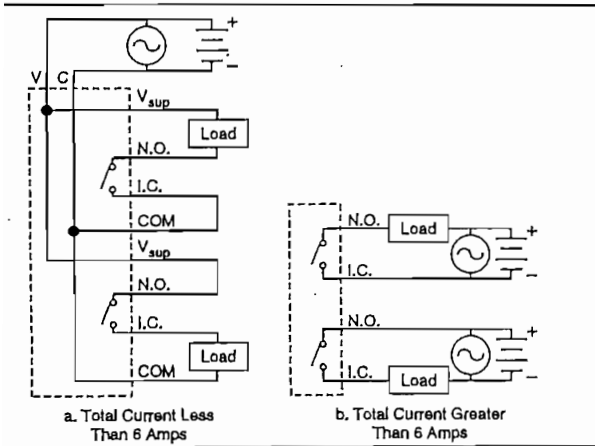 +
−
V C
Vsup
Load
N.O.
I.C.
COM
Vsup
N.O.
I.C.
Load
COM
a. Total Current Less
Than 6 Amps
N.O.
Load
+
I.C.
−
N.O.
+
I.C.
Load
−
b. Total Current Greater
Than 6 Amps